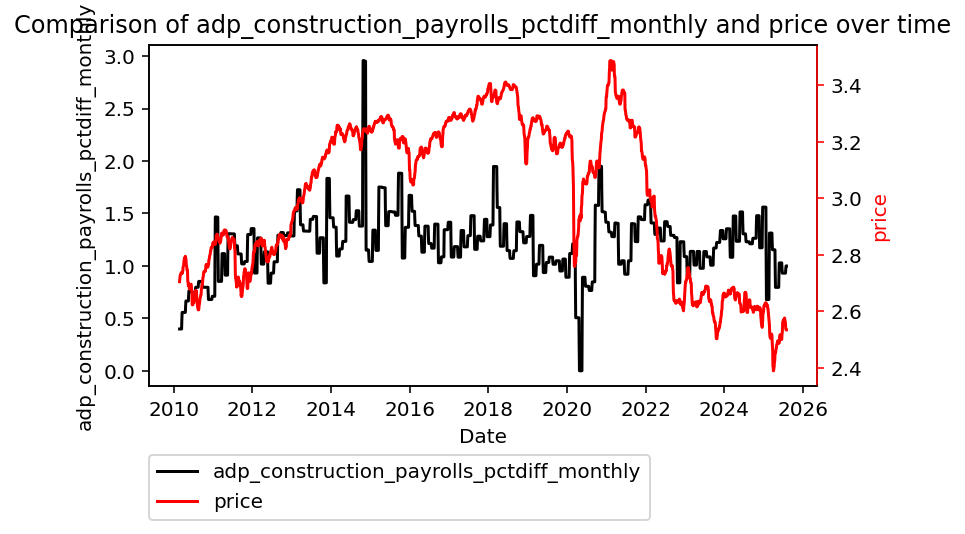 Comparison of adp_construction_payrolls_pctdiff_monthly and price over time
adp_construction_payrolls_pctdiff_monthly
3.0
2.5
2.0
1.5
1.0
0.5
0.0
3.4
3.2
3.0
2.8
2.6
2.4
price
2010 2012 2014 2016 2018 2020 2022 2024 2026
Date
adp_construction_payrolls_pctdiff_monthly
price